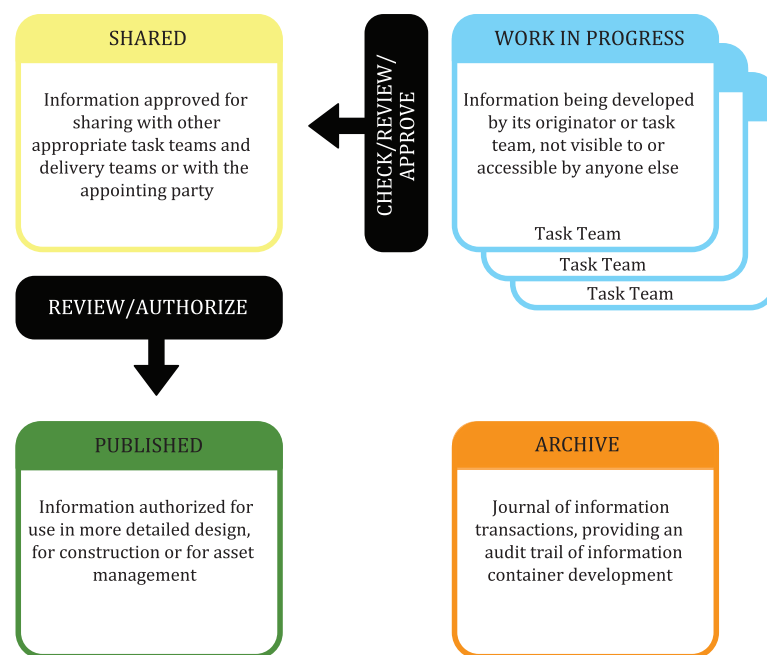 SHARED
Information approved for
sharing with other
appropriate task teams and
delivery teams or with the
appointing party
CHECK/REVIEW/
APPROVE
WORK IN PROGRESS
Information being developed
by its originator or task
team, not visible to or
accessible by anyone else
Task Team
Task Team
Task Team
REVIEW/AUTHORIZE
PUBLISHED
Information authorized for
use in more detailed design,
for construction or for asset
management
ARCHIVE
Journal of information
transactions, providing an
audit trail of information
container development